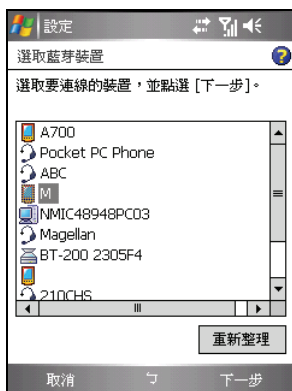 設定
選取藍芽裝置
選取要連線的裝置，並點選 [下一步]。
A700
Pocket PC Phone
ABC
M
NMIC48948PC03
Magellan
BT-200 2305F4
210CHS
重新整理
取消 ㄅ 下一步